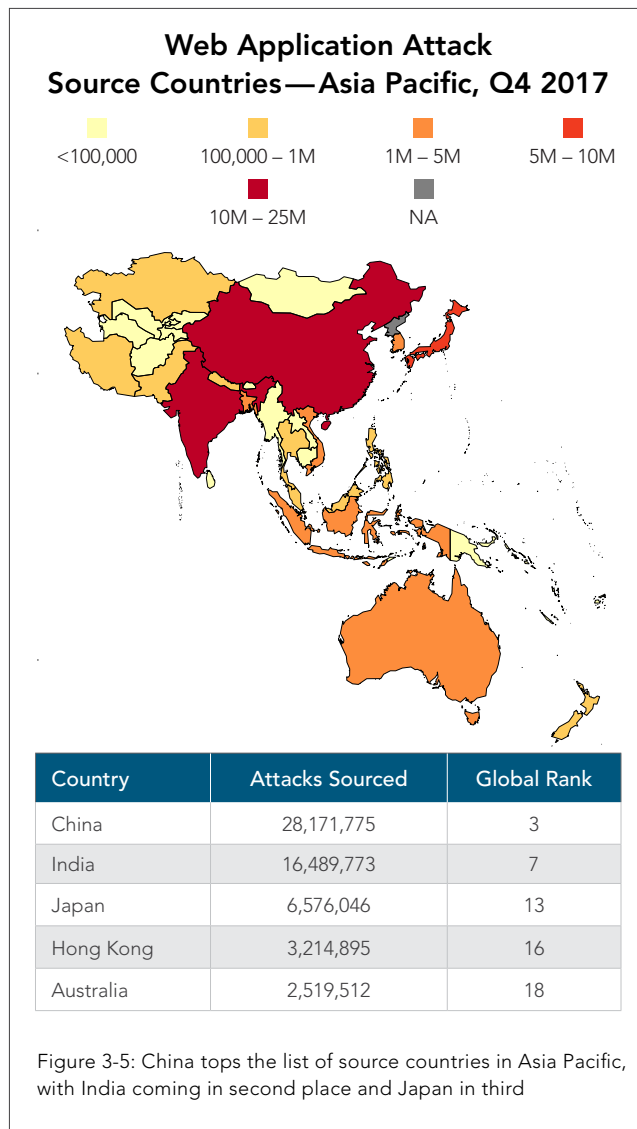 Web Application Attack
Source Countries — Asia Pacific, Q4 2017
<100,000
100,000 – 1M
1M – 5M
5M – 10M
10M – 25M
NA
Country Attacks Sourced Global Rank
China 28,171,775 3
India 16,489,773 7
Japan 6,576,046 13
Hong Kong 3,214,895 16
Australia 2,519,512 18
Figure 3-5: China tops the list of source countries in Asia Pacific,
with India coming in second place and Japan in third